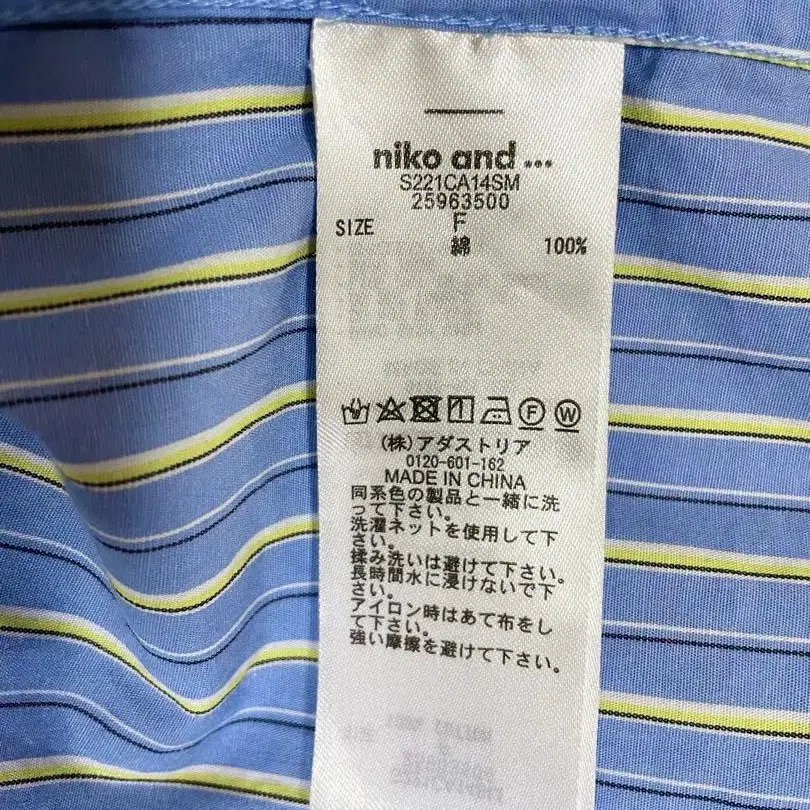 niko and ...
S221CA14SM
25963500
SIZE F
綿 100%
(株)アダストリア
0120-601-162
MADE IN CHINA
同系色の製品と一緒に洗
って下さい。
洗濯ネットを使用して下
さい。
揉み洗いは避けて下さい。
長時間水に浸けないで下
さい。
アイロン時はあて布をし
て下さい。
強い摩擦を避けて下さい。